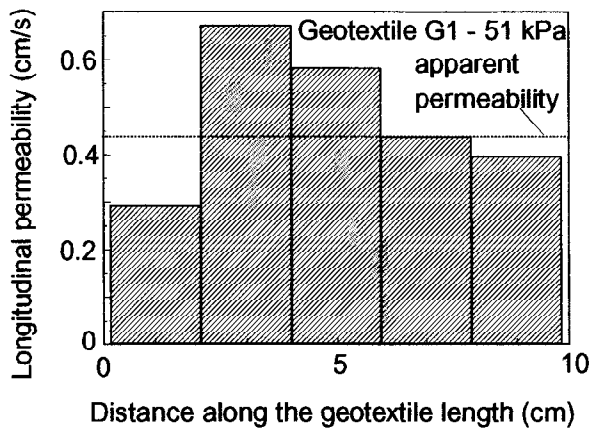 Geotextile G1 - 51 kPa
apparent
permeability
Longitudinal permeability (cm/s)
0.6
0.4
0.2
0
0
5
10
Distance along the geotextile length (cm)